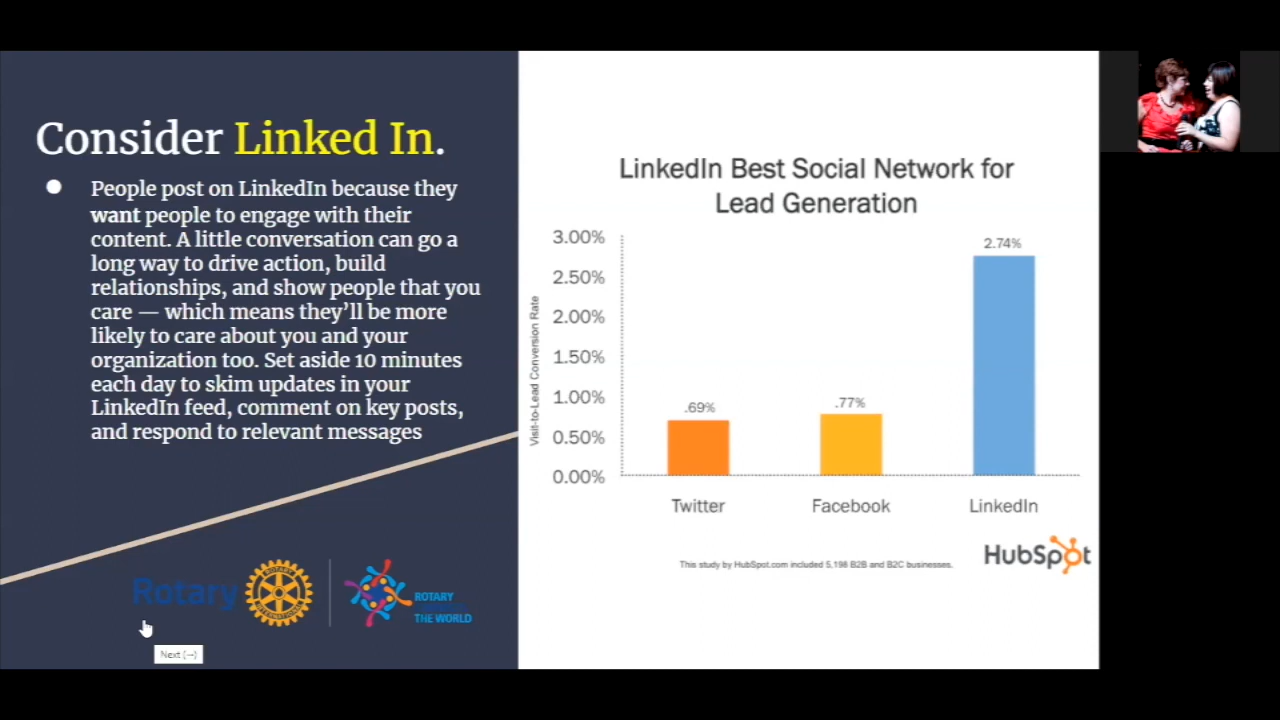 Consider Linked In.
● People post on LinkedIn because they
want people to engage with their
content. A little conversation can go a
long way to drive action, build
relationships, and show people that you
care — which means they’ll be more
likely to care about you and your
organization too. Set aside 10 minutes
each day to skim updates in your
LinkedIn feed, comment on key posts,
and respond to relevant messages
Rotary
ROTARY INTERNATIONAL
ROTARY
THE WORLD
Next (→)
LinkedIn Best Social Network for
Lead Generation
Visit-to-Lead Conversion Rate
3.00%
2.50%
2.00%
1.50%
1.00%
0.50%
0.00%
.69%
.77%
2.74%
Twitter Facebook LinkedIn
This study by HubSpot.com included 5,198 B2B and B2C businesses.
HubSpot